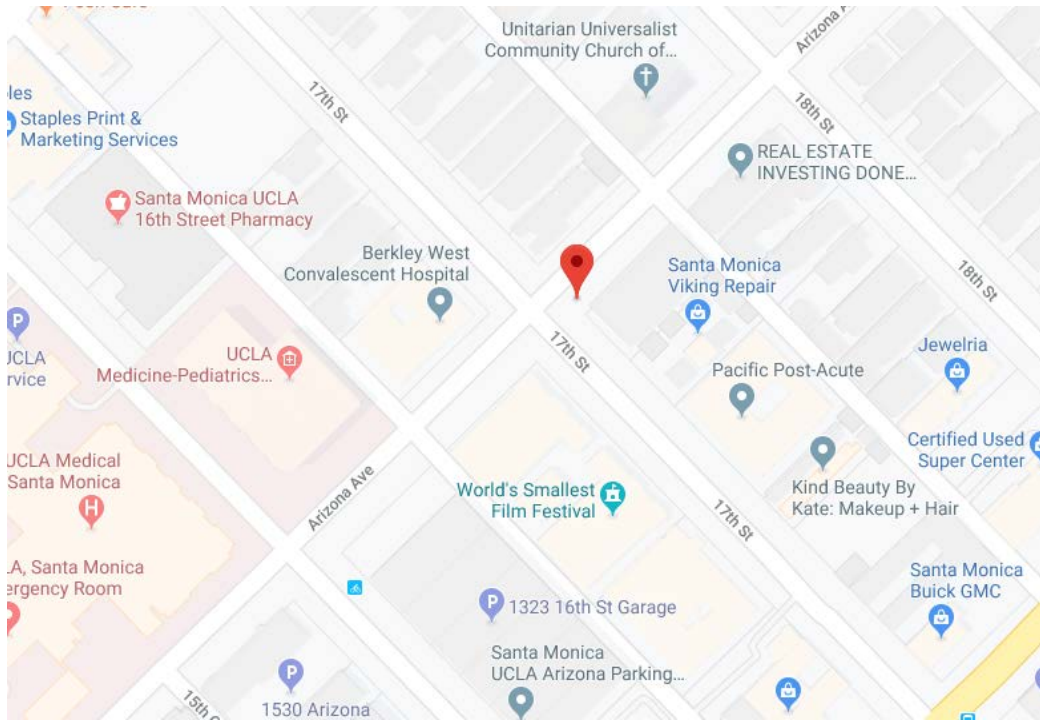 Unitarian Universalist
Community Church of...
Arizona A
17th St
18th St
ples
Staples Print &
Marketing Services
REAL ESTATE
INVESTING DONE...
Santa Monica UCLA
16th Street Pharmacy
Berkley West
Convalescent Hospital
Santa Monica
Viking Repair
18th St
P
UCLA
rvice
UCLA
Medicine-Pediatrics...
17th St
Jewelria
Pacific Post-Acute
Certified Used
Super Center
UCLA Medical
Santa Monica
H
Arizona Ave
World's Smallest
Film Festival
Kind Beauty By
Kate: Makeup + Hair
17th St
LA, Santa Monica
ergency Room
Santa Monica
Buick GMC
P
1323 16th St Garage
Santa Monica
UCLA Arizona Parking...
P
1530 Arizona
15th C